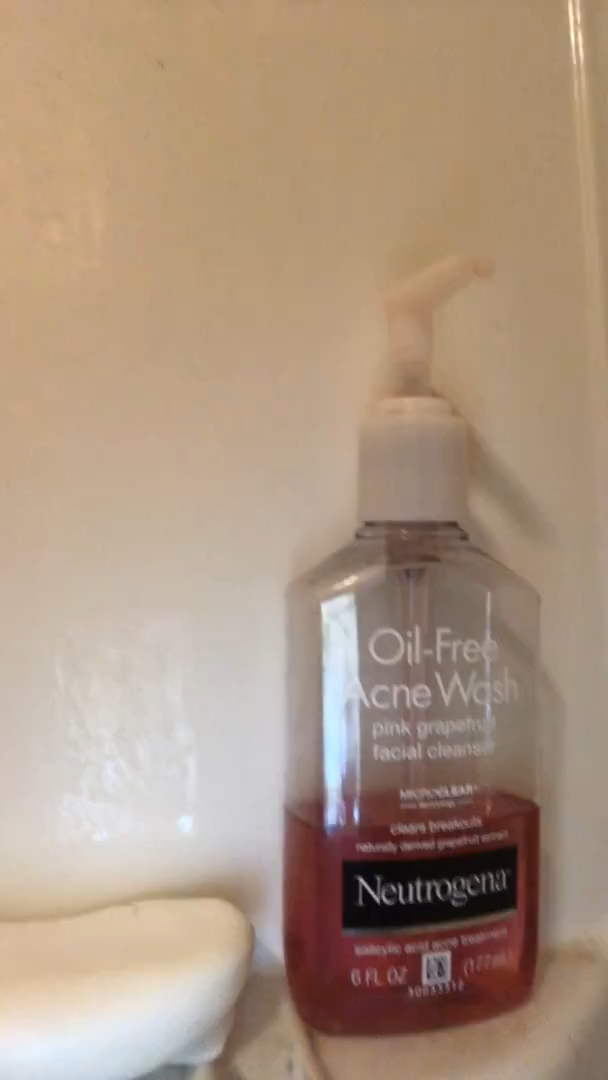 Oil-Free
Acne Wash
pink grapefruit
facial cleanser
MICROCLEAR®
clears breakouts
naturally derived grapefruit extract
Neutrogena®
salicylic acid acne treatment
6 FL OZ (177mL)